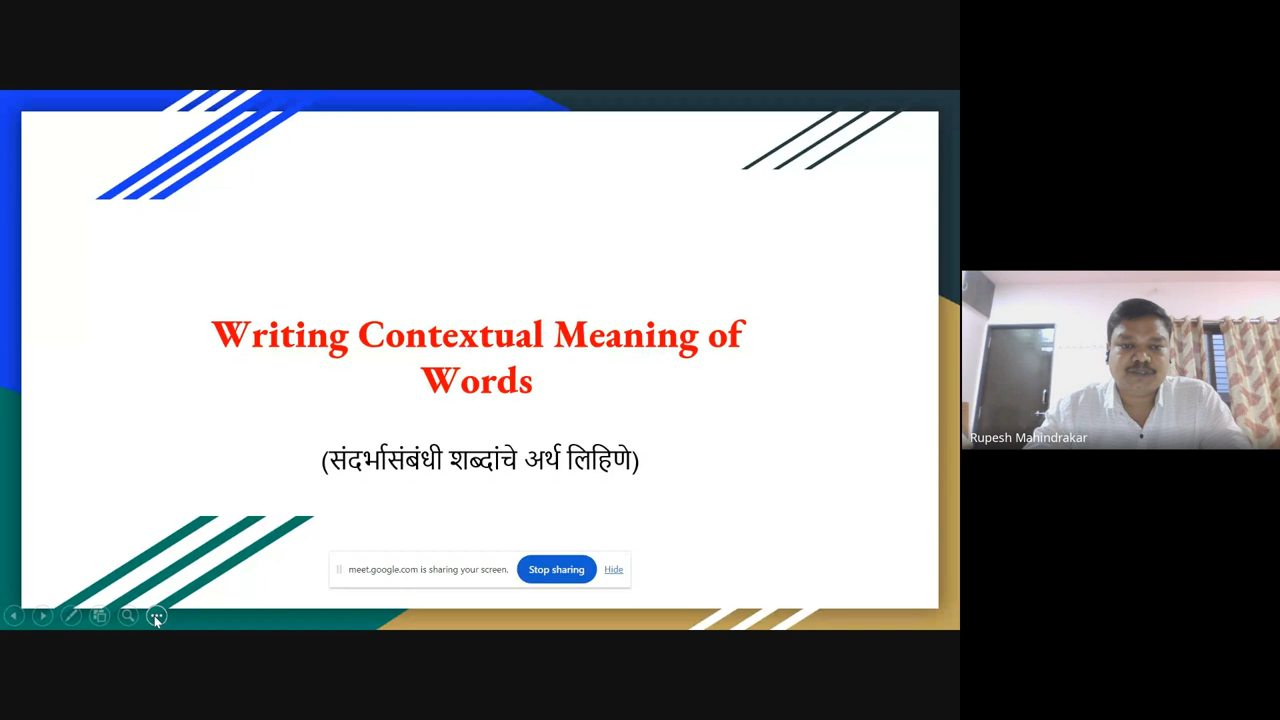 Writing Contextual Meaning of
Words
(संदर्भासंबंधी शब्दांचे अर्थ लिहिणे)
meet.google.com is sharing your screen. Stop sharing Hide
Rupesh Mahindrakar